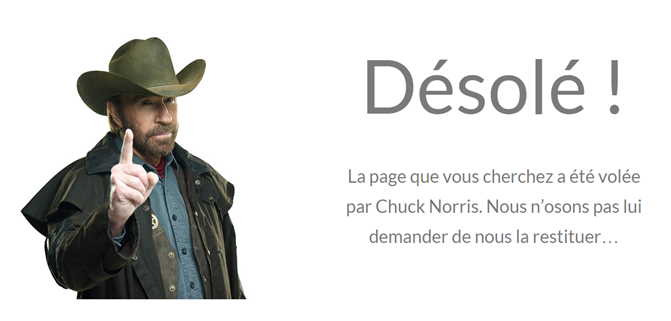 Désolé !
La page que vous cherchez a été volée
par Chuck Norris. Nous n’osons pas lui
demander de nous la restituer…